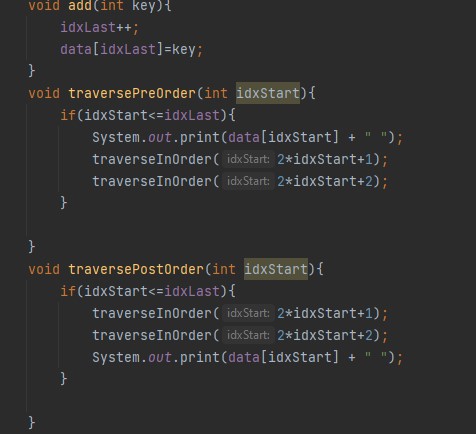 void add(int key){
idxLast++;
data[idxLast]=key;
}
void traversePreOrder(int idxStart){
if(idxStart<=idxLast){
System.out.print(data[idxStart] + " ");
traverseInOrder( idxStart: 2*idxStart+1);
traverseInOrder( idxStart: 2*idxStart+2);
}
}
void traversePostOrder(int idxStart){
if(idxStart<=idxLast){
traverseInOrder( idxStart: 2*idxStart+1);
traverseInOrder( idxStart: 2*idxStart+2);
System.out.print(data[idxStart] + " ");
}
}